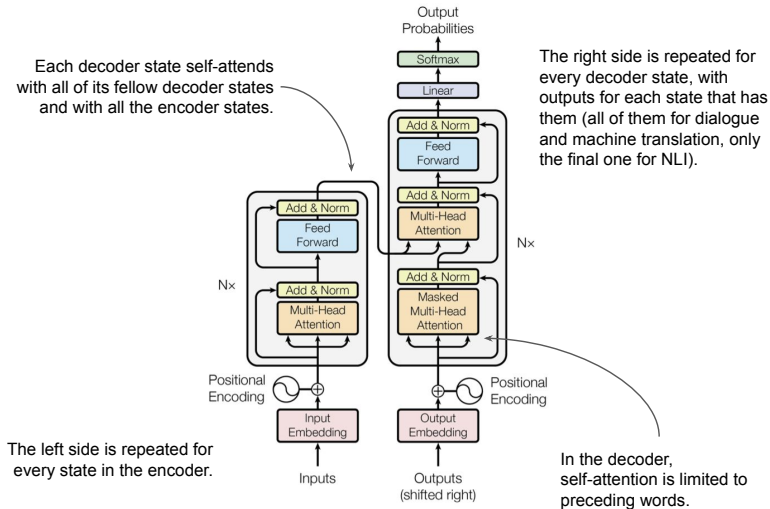 Output
Probabilities
Softmax
Linear
Add & Norm
Feed
Forward
Add & Norm
Multi-Head
Attention
Add & Norm
Masked
Multi-Head
Attention
N×
Positional
Encoding
Output
Embedding
Outputs
(shifted right)
Each decoder state self-attends
with all of its fellow decoder states
and with all the encoder states.
The right side is repeated for
every decoder state, with
outputs for each state that has
them (all of them for dialogue
and machine translation, only
the final one for NLI).
Add & Norm
Feed
Forward
Add & Norm
Multi-Head
Attention
N×
Positional
Encoding
Input
Embedding
Inputs
The left side is repeated for
every state in the encoder.
In the decoder,
self-attention is limited to
preceding words.